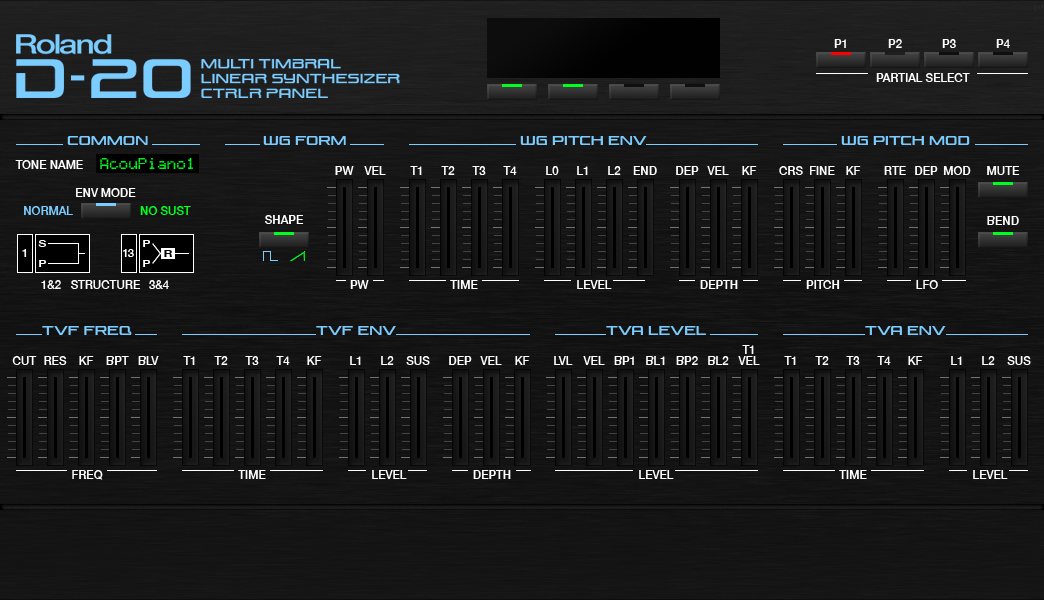 Roland
D-20
MULTI TIMBRAL
LINEAR SYNTHESIZER
CTRLR PANEL
P1 P2 P3 P4
PARTIAL SELECT
COMMON
TONE NAME AcouPiano1
ENV MODE
NORMAL NO SUST
1 S P 13 P P R
1&2 STRUCTURE 3&4
WG FORM
PW VEL
SHAPE
PW
WG PITCH ENV
T1 T2 T3 T4 L0 L1 L2 END DEP VEL KF
TIME LEVEL DEPTH
WG PITCH MOD
CRS FINE KF RTE DEP MOD MUTE
BEND
PITCH LFO
TVF FREQ
CUT RES KF BPT BLV
FREQ
TVF ENV
T1 T2 T3 T4 KF L1 L2 SUS DEP VEL KF
TIME LEVEL DEPTH
TVA LEVEL
LVL VEL BP1 BL1 BP2 BL2 T1 VEL
LEVEL
TVA ENV
T1 T2 T3 T4 KF L1 L2 SUS
TIME LEVEL